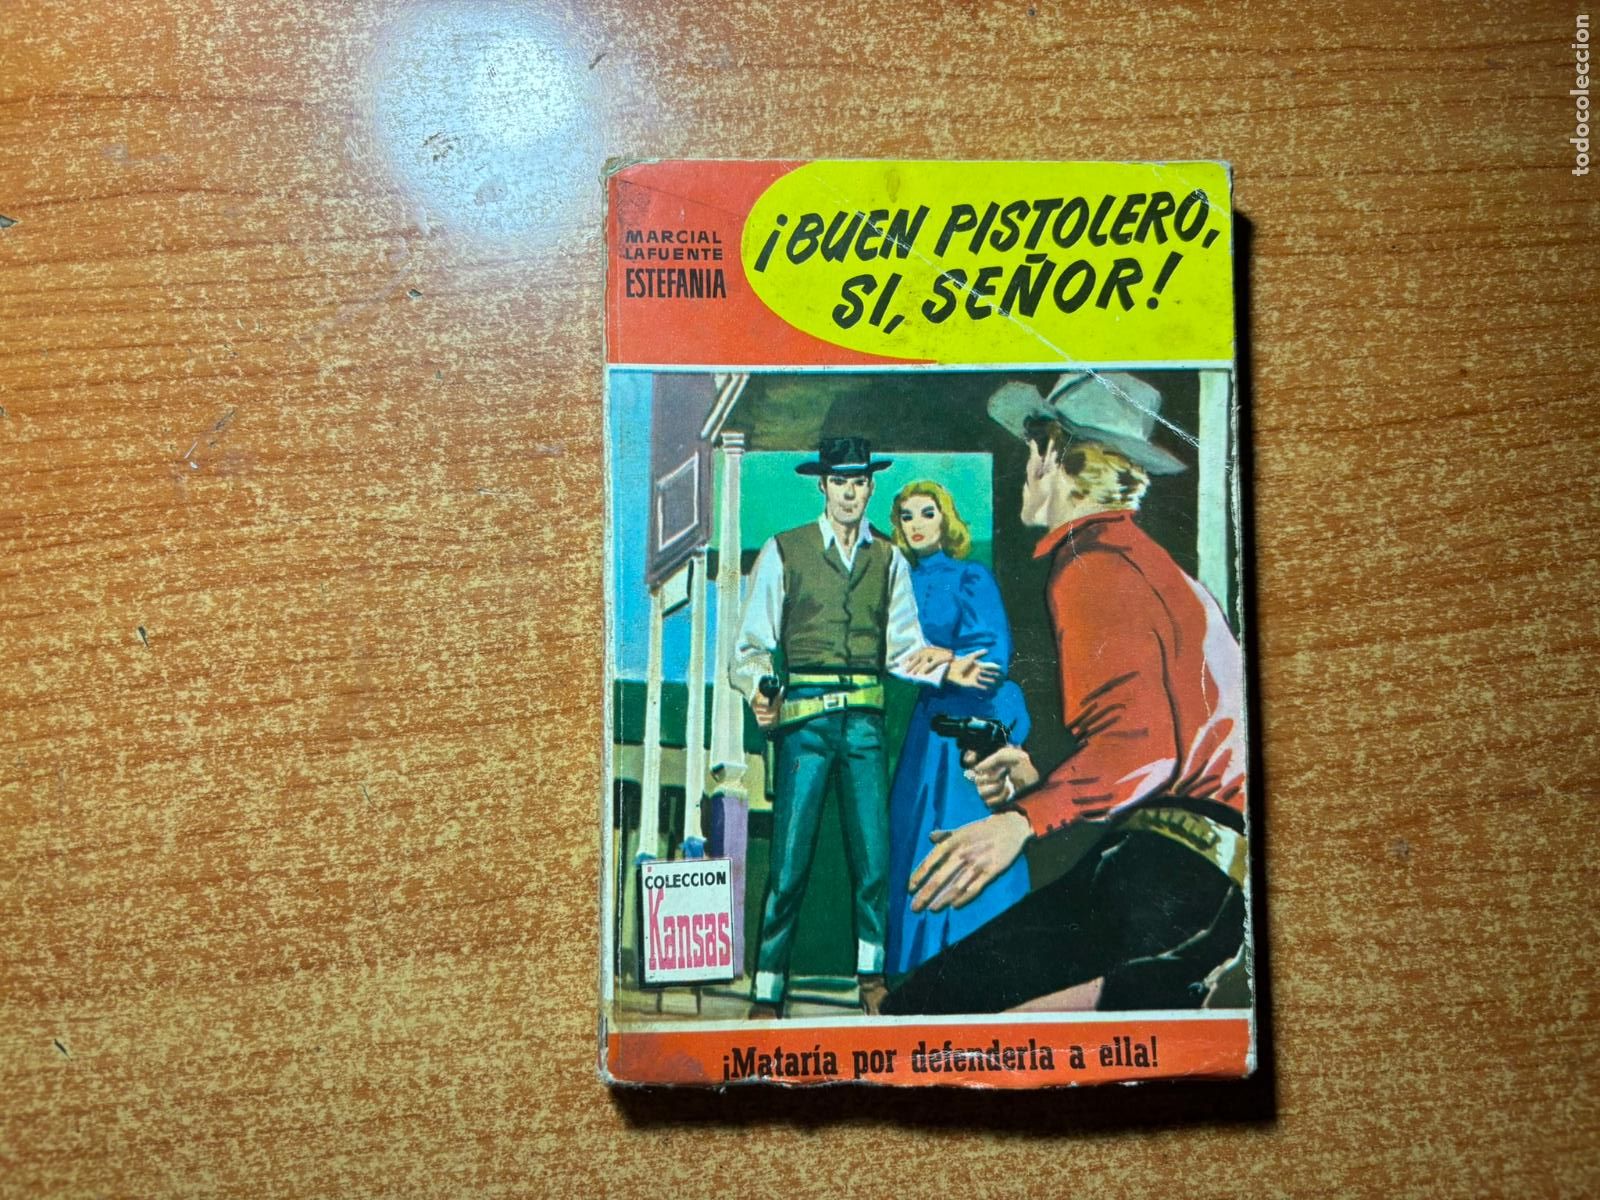 MARCIAL
LAFUENTE
ESTEFANIA
¡BUEN PISTOLERO,
SI, SEÑOR!
COLECCION
Kansas
¡Mataría por defenderla a ella!
todocoleccion